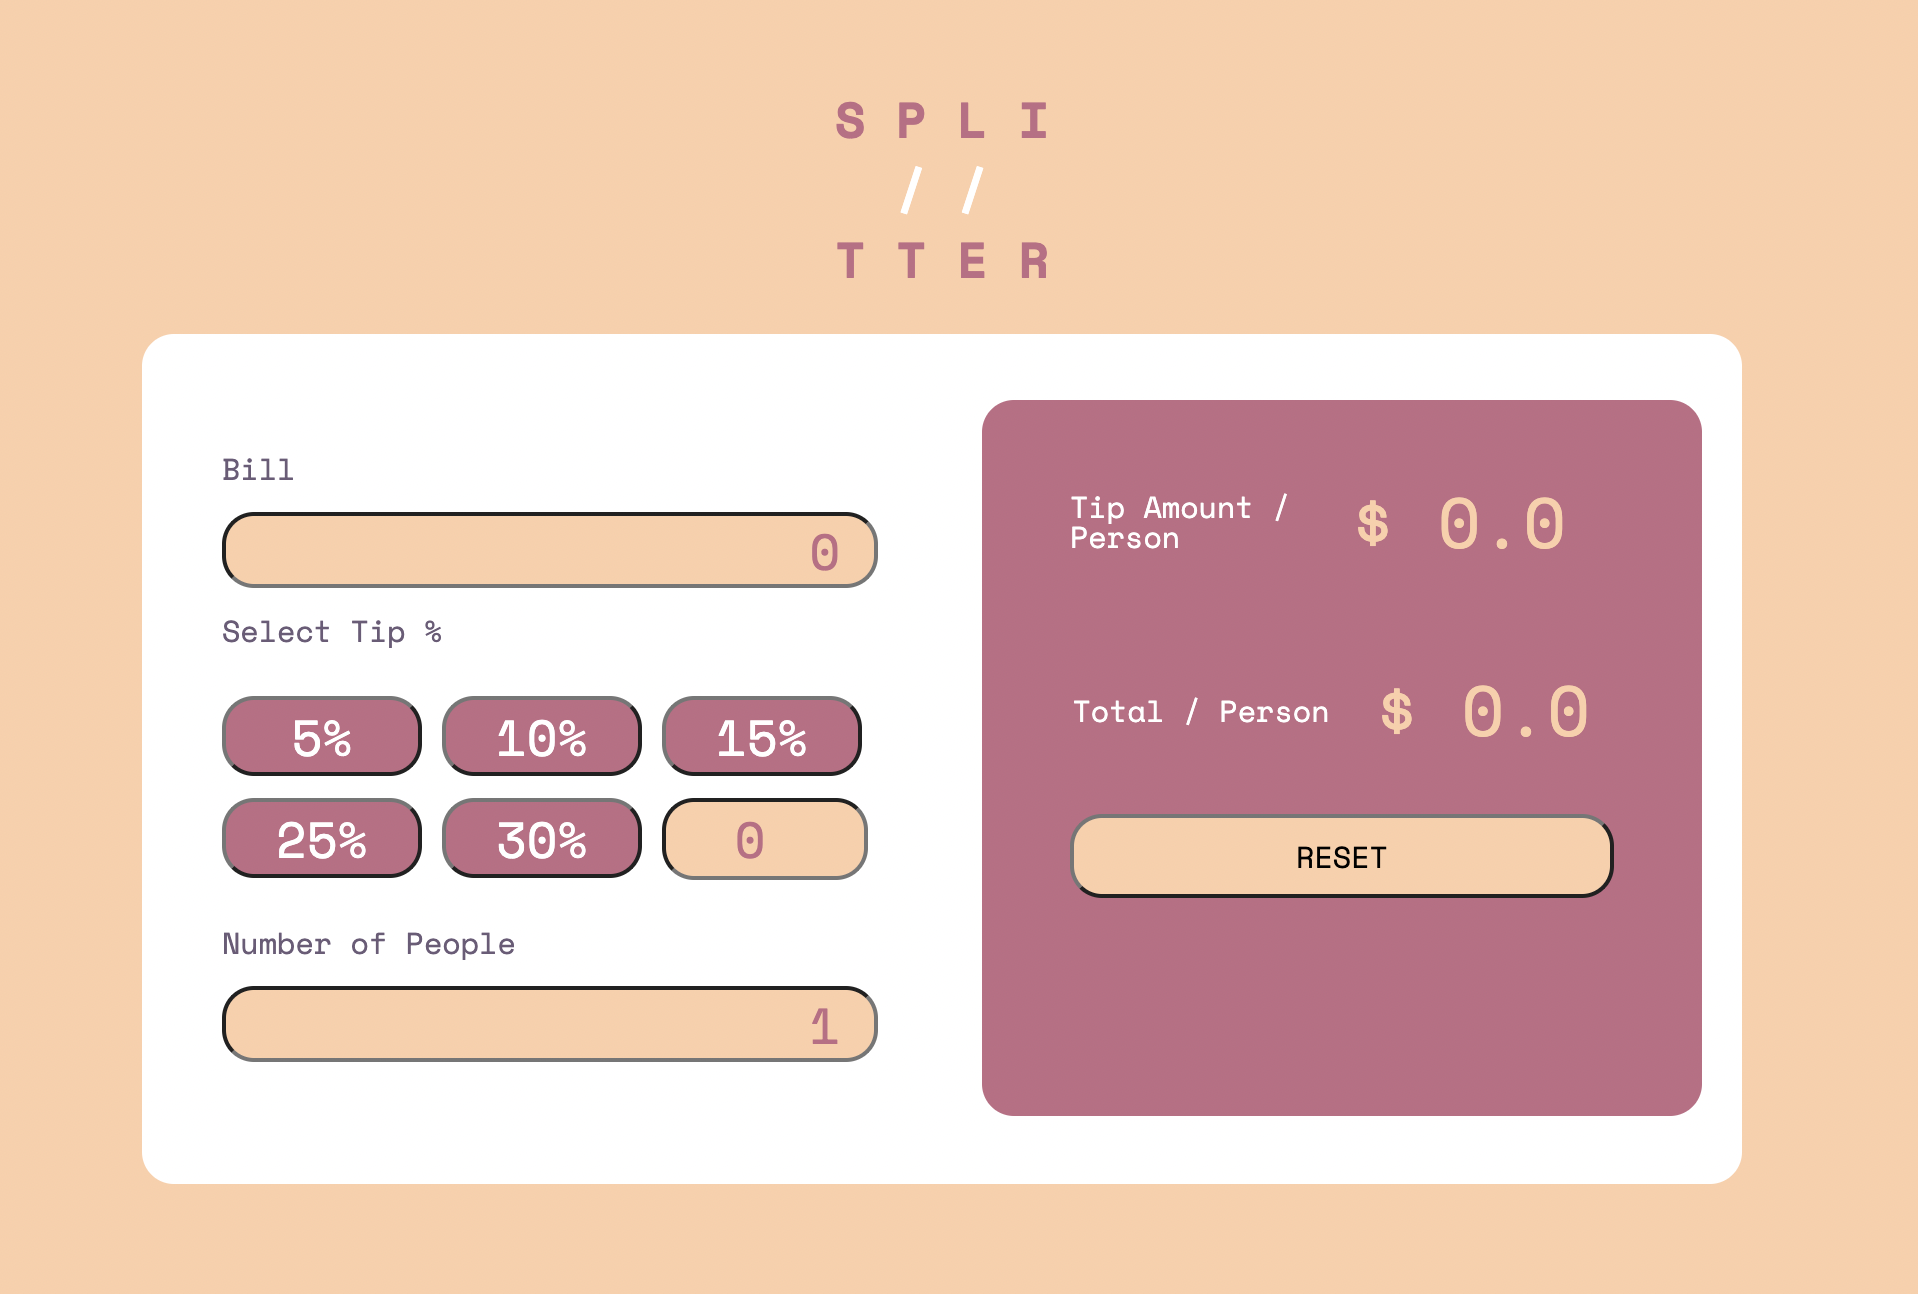 S P L I
/ /
T T E R
Bill
0
Select Tip %
5% 10% 15%
25% 30% 0
Number of People
1
Tip Amount /
Person
$ 0.0
Total / Person $ 0.0
RESET